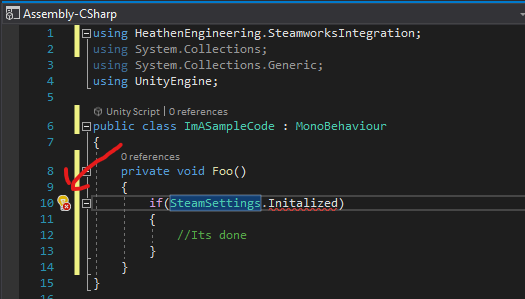 Assembly-CSharp
1 using HeathenEngineering.SteamworksIntegration;
2 using System.Collections;
3 using System.Collections.Generic;
4 using UnityEngine;
5
Unity Script | 0 references
6 public class ImASampleCode : MonoBehaviour
7 {
0 references
8 private void Foo()
9 {
10 if(SteamSettings.Initalized)
11 {
12 //Its done
13 }
14 }
15 }